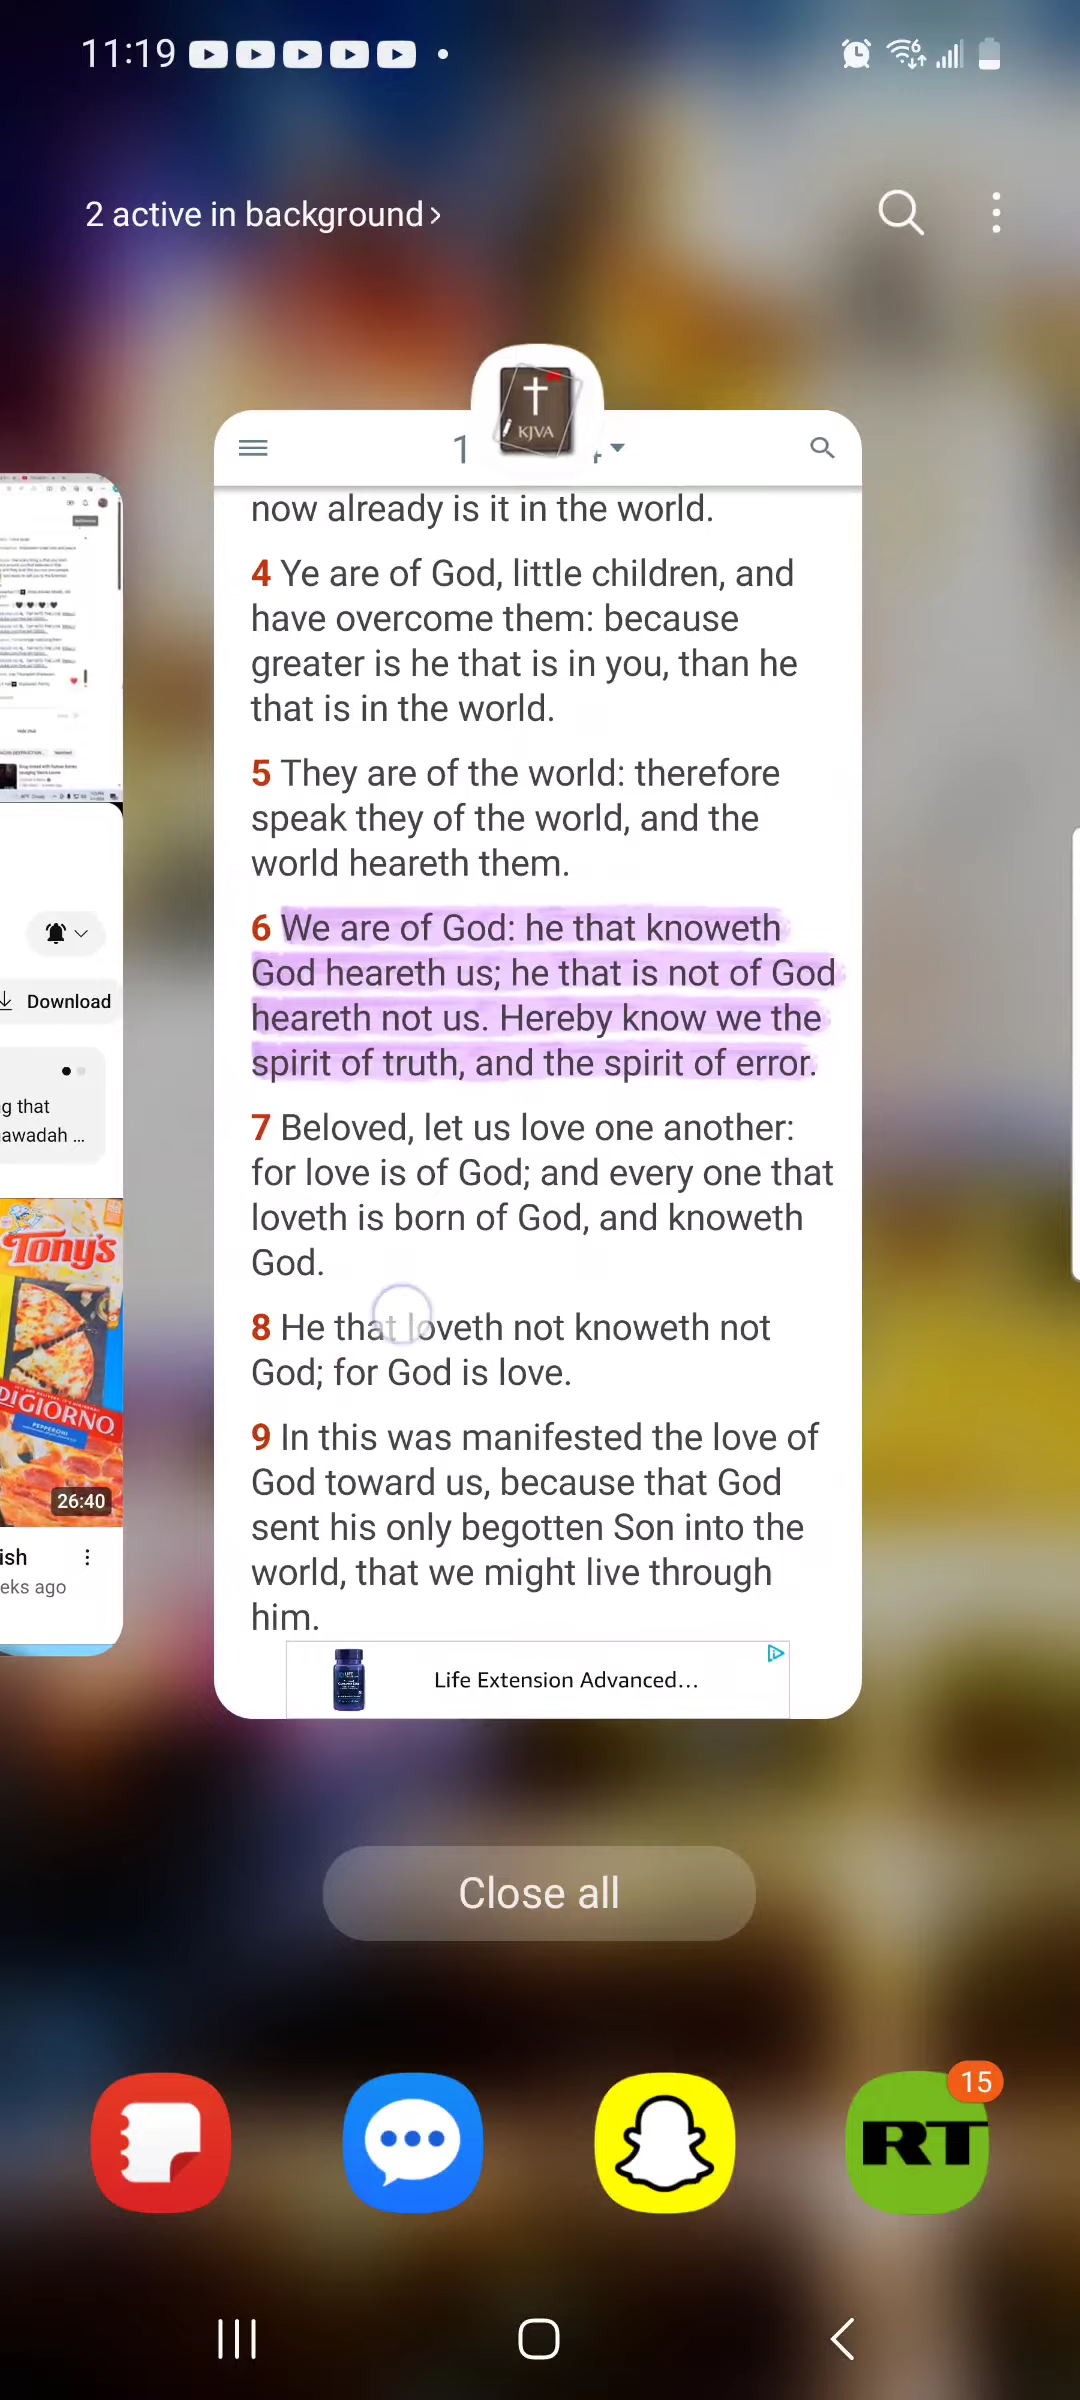 11:19
2 active in background >
KJVA
1
now already is it in the world.
4 Ye are of God, little children, and
have overcome them: because
greater is he that is in you, than he
that is in the world.
5 They are of the world: therefore
speak they of the world, and the
world heareth them.
6 We are of God: he that knoweth
God heareth us; he that is not of God
heareth not us. Hereby know we the
spirit of truth, and the spirit of error.
7 Beloved, let us love one another:
for love is of God; and every one that
loveth is born of God, and knoweth
God.
8 He that loveth not knoweth not
God; for God is love.
9 In this was manifested the love of
God toward us, because that God
sent his only begotten Son into the
world, that we might live through
him.
Life Extension Advanced...
Download
g that
awadah ...
Tony's
DIGIORNO
PEPPERONI
26:40
ish
eks ago
Close all
15
RT